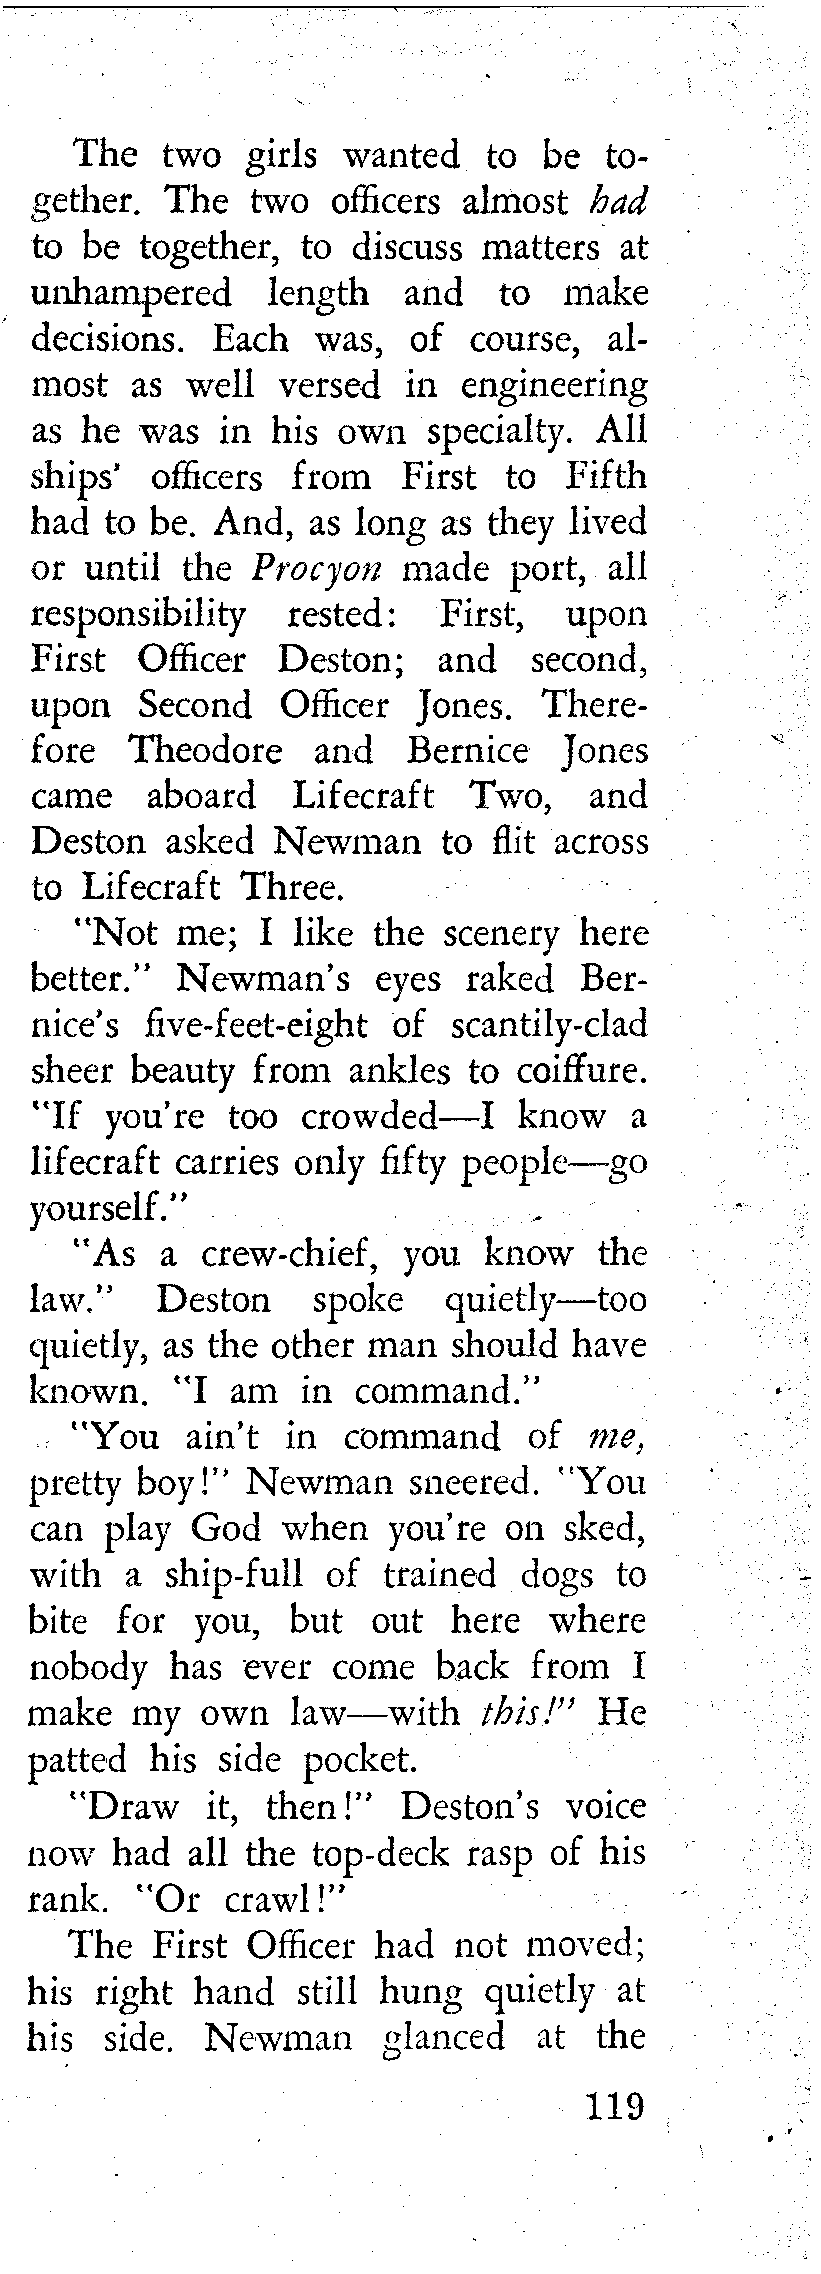 The two girls wanted to be to-
gether. The two officers almost had
to be together, to discuss matters at
unhampered length and to make
decisions. Each was, of course, al-
most as well versed in engineering
as he was in his own specialty. All
ships' officers from First to Fifth
had to be. And, as long as they lived
or until the Procyon made port, all
responsibility rested: First, upon
First Officer Deston; and second,
upon Second Officer Jones. There-
fore Theodore and Bernice Jones
came aboard Lifecraft Two, and
Deston asked Newman to flit across
to Lifecraft Three.
"Not me; I like the scenery here
better." Newman's eyes raked Ber-
nice's five-feet-eight of scantily-clad
sheer beauty from ankles to coiffure.
"If you're too crowded—I know a
lifecraft carries only fifty people—go
yourself."
"As a crew-chief, you know the
law." Deston spoke quietly—too
quietly, as the other man should have
known. "I am in command."
"You ain't in command of me,
pretty boy!" Newman sneered. "You
can play God when you're on sked,
with a ship-full of trained dogs to
bite for you, but out here where
nobody has ever come back from I
make my own law—with this!" He
patted his side pocket.
"Draw it, then!" Deston's voice
now had all the top-deck rasp of his
rank. "Or crawl!"
The First Officer had not moved;
his right hand still hung quietly at
his side. Newman glanced at the
119